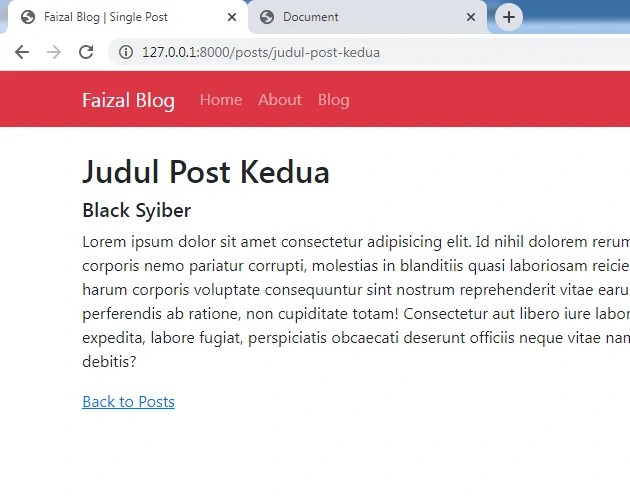 Faizal Blog | Single Post
Document
127.0.0.1:8000/posts/judul-post-kedua
Faizal Blog Home About Blog
Judul Post Kedua
Black Syiber
Lorem ipsum dolor sit amet consectetur adipisicing elit. Id nihil dolorem rerum
corporis nemo pariatur corrupti, molestias in blanditiis quasi laboriosam reicie
harum corporis voluptate consequuntur sint nostrum reprehenderit vitae earu
perferendis ab ratione, non cupiditate totam! Consectetur aut libero iure labor
expedita, labore fugiat, perspiciatis obcaecati deserunt officiis neque vitae nam
debitis?
Back to Posts